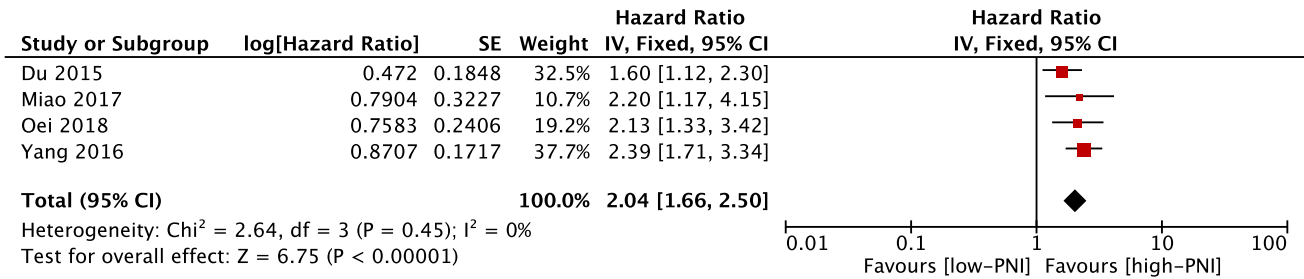 Hazard Ratio Hazard Ratio
Study or Subgroup log[Hazard Ratio] SE Weight IV, Fixed, 95% CI IV, Fixed, 95% CI
Du 2015 0.472 0.1848 32.5% 1.60 [1.12, 2.30]
Miao 2017 0.7904 0.3227 10.7% 2.20 [1.17, 4.15]
Oei 2018 0.7583 0.2406 19.2% 2.13 [1.33, 3.42]
Yang 2016 0.8707 0.1717 37.7% 2.39 [1.71, 3.34]
Total (95% CI) 100.0% 2.04 [1.66, 2.50]
Heterogeneity: Chi² = 2.64, df = 3 (P = 0.45); I² = 0%
Test for overall effect: Z = 6.75 (P < 0.00001)
0.01 0.1 1 10 100
Favours [low-PNI] Favours [high-PNI]